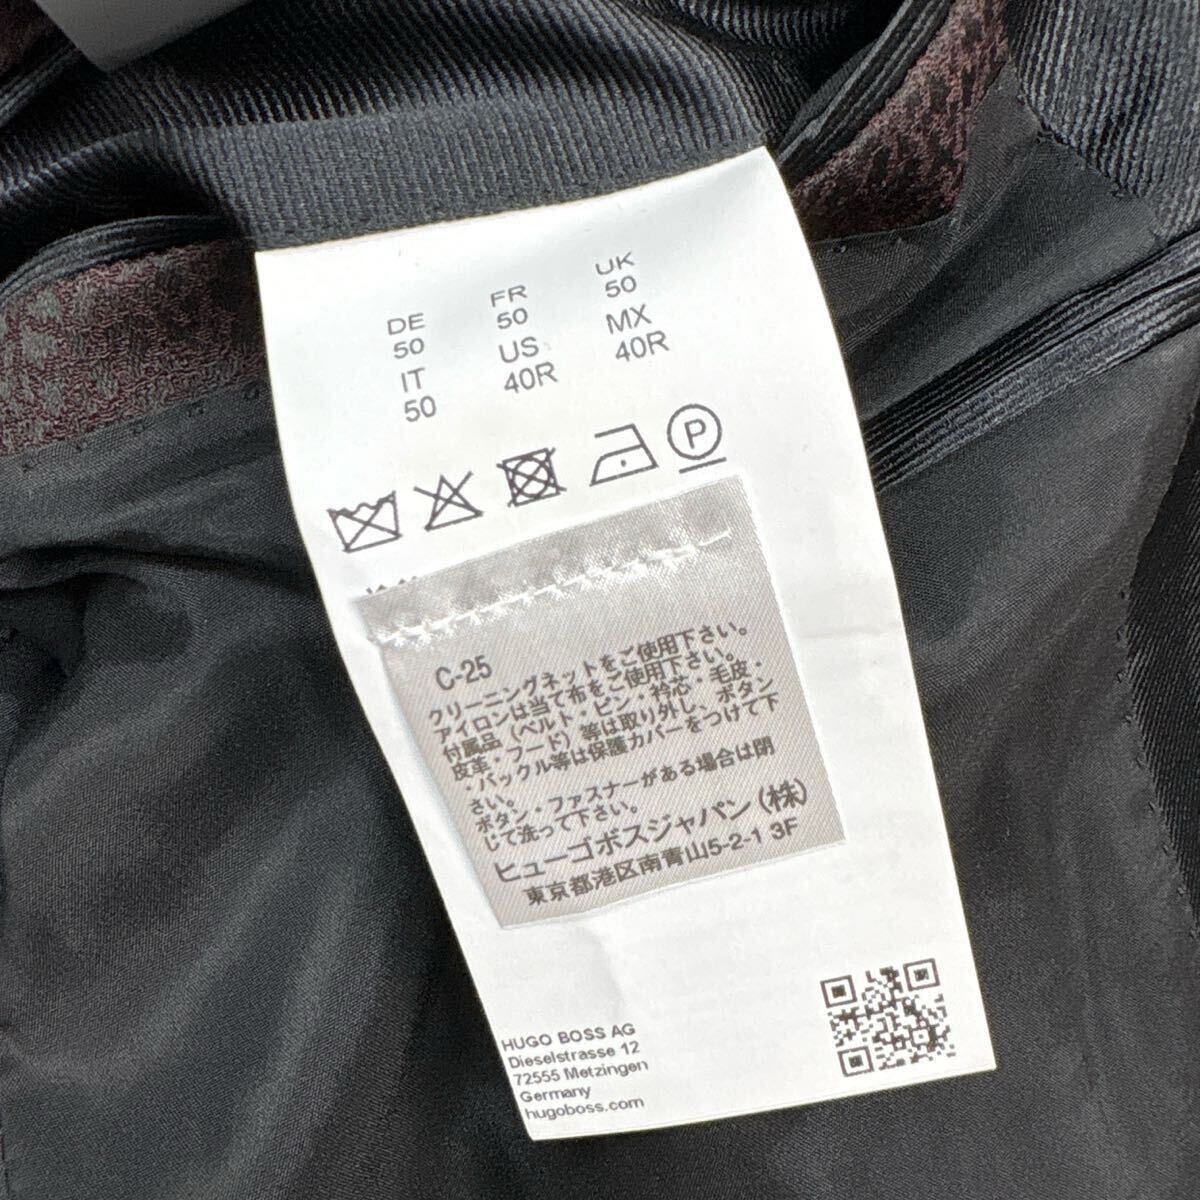 DE FR UK
50 50 50
IT US MX
50 40R 40R
P
C-25
クリーニングネットをご使用下さい。
アイロンは当て布をご使用下さい。
付属品（ベルト・ピン・衿芯・毛皮・
皮革・フード）等は取り外し、ボタン
・バックル等は保護カバーをつけて下
さい。
ボタン・ファスナーがある場合は閉
じて洗って下さい。
ヒューゴボスジャパン（株）
東京都港区南青山5-2-1 3F
HUGO BOSS AG
Dieselstrasse 12
72555 Metzingen
Germany
hugoboss.com